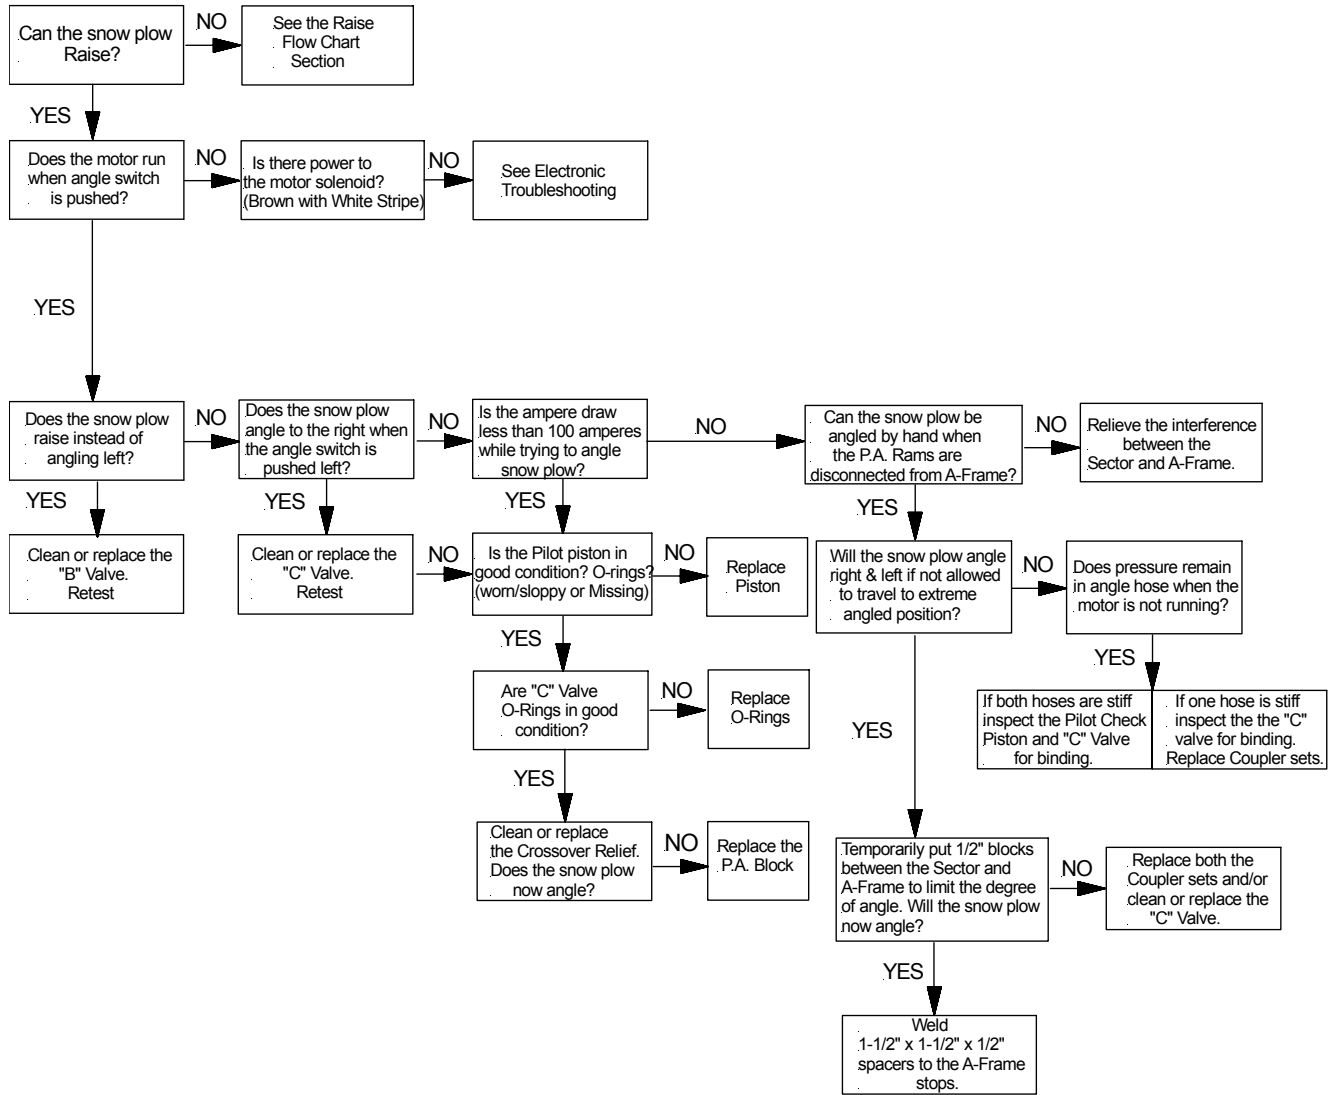 Can the snow plow
Raise?
NO
See the Raise
Flow Chart
Section
YES
Does the motor run
when angle switch
is pushed?
NO
Is there power to
the motor solenoid?
(Brown with White Stripe)
NO
See Electronic
Troubleshooting
YES
Does the snow plow
raise instead of
angling left?
NO
Does the snow plow
angle to the right when
the angle switch is
pushed left?
NO
Is the ampere draw
less than 100 amperes
while trying to angle
snow plow?
NO
Can the snow plow be
angled by hand when
the P.A. Rams are
disconnected from A-Frame?
NO
Relieve the interference
between the
Sector and A-Frame.
YES
YES
YES
YES
Clean or replace the
"B" Valve.
Retest
Clean or replace the
"C" Valve.
Retest
NO
Is the Pilot piston in
good condition? O-rings?
(worn/sloppy or Missing)
NO
Replace
Piston
Will the snow plow angle
right & left if not allowed
to travel to extreme
angled position?
NO
Does pressure remain
in angle hose when the
motor is not running?
YES
YES
Are "C" Valve
O-Rings in good
condition?
NO
Replace
O-Rings
YES
If both hoses are stiff
inspect the Pilot Check
Piston and "C" Valve
for binding.
If one hose is stiff
inspect the the "C"
valve for binding.
Replace Coupler sets.
YES
Clean or replace
the Crossover Relief.
Does the snow plow
now angle?
NO
Replace the
P.A. Block
Temporarily put 1/2" blocks
between the Sector and
A-Frame to limit the degree
of angle. Will the snow plow
now angle?
NO
Replace both the
Coupler sets and/or
clean or replace the
"C" Valve.
YES
Weld
1-1/2" x 1-1/2" x 1/2"
spacers to the A-Frame
stops.